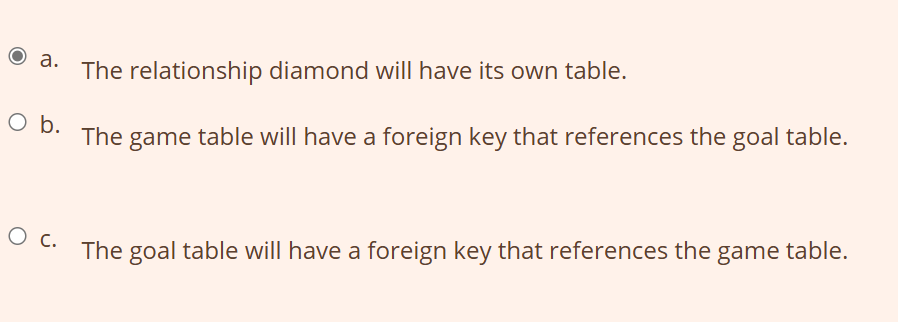 a. The relationship diamond will have its own table.
b. The game table will have a foreign key that references the goal table.
c. The goal table will have a foreign key that references the game table.